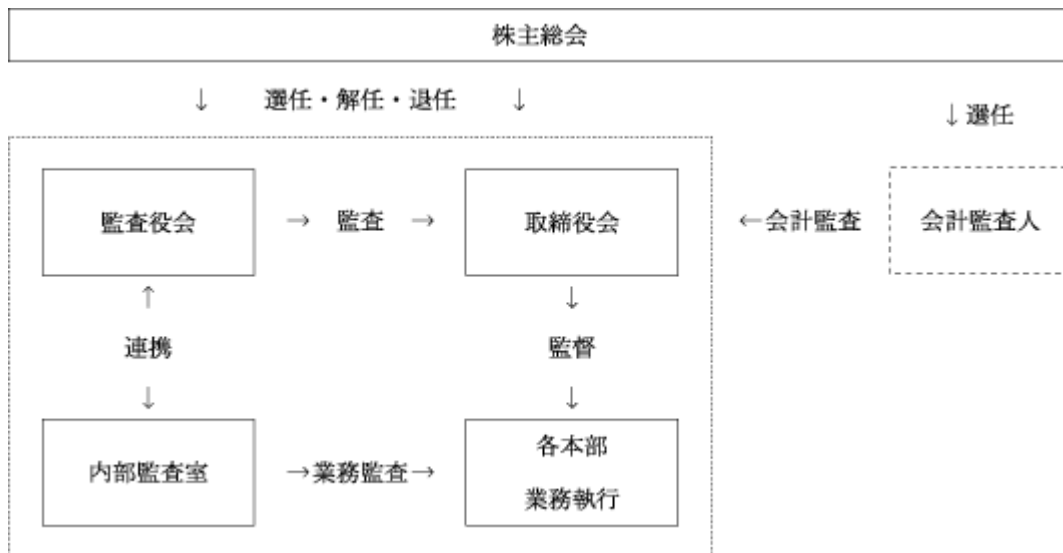 株主総会
↓ 選任・解任・退任 ↓
↓選任
監査役会 → 監査 → 取締役会 ←会計監査 会計監査人
↑ ↓
連携 監督
↓ ↓
内部監査室 →業務監査→ 各本部
業務執行